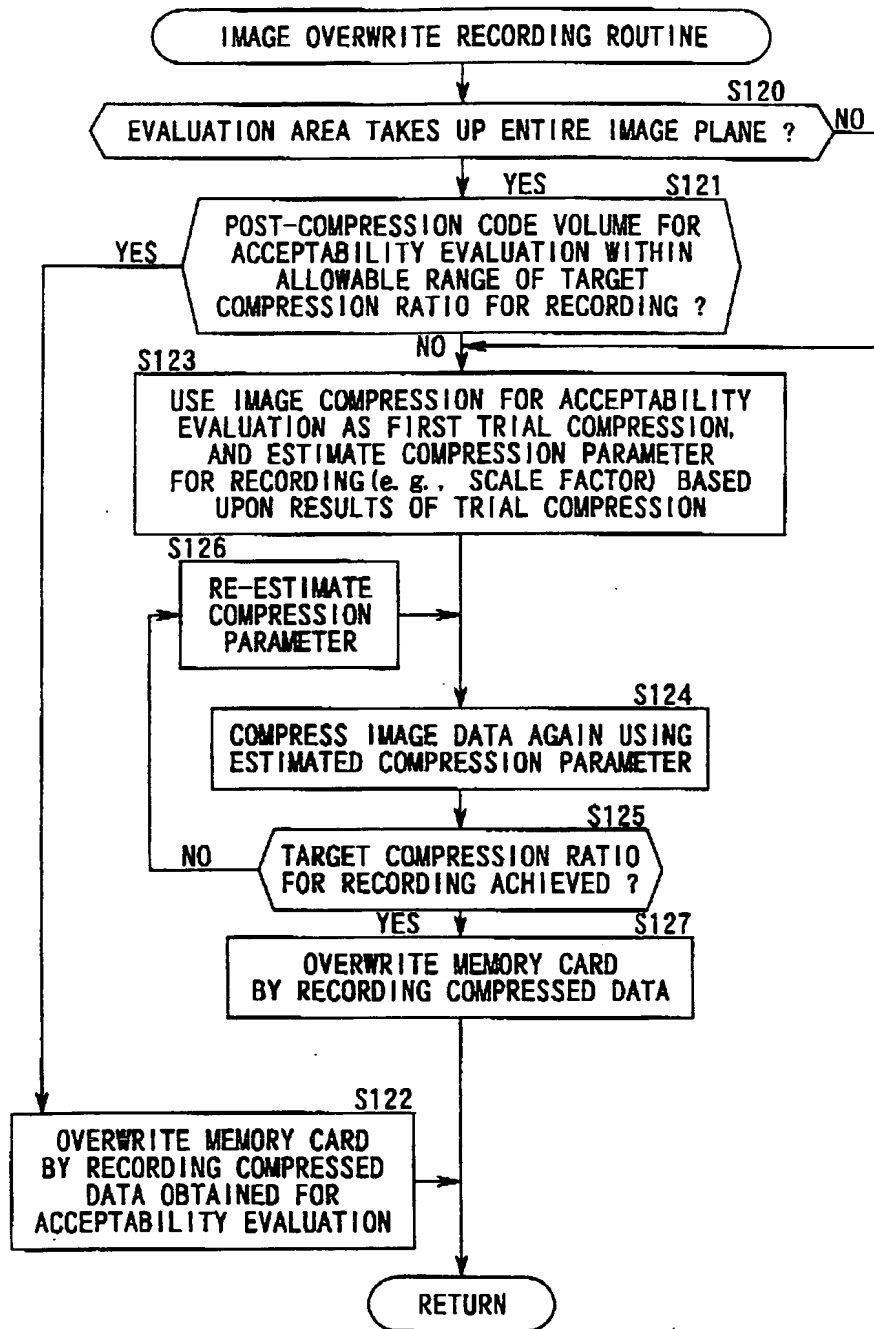 IMAGE OVERWRITE RECORDING ROUTINE
S120
EVALUATION AREA TAKES UP ENTIRE IMAGE PLANE ?
NO
YES
S121
POST-COMPRESSION CODE VOLUME FOR
ACCEPTABILITY EVALUATION WITHIN
ALLOWABLE RANGE OF TARGET
COMPRESSION RATIO FOR RECORDING ?
YES
NO
S123
USE IMAGE COMPRESSION FOR ACCEPTABILITY
EVALUATION AS FIRST TRIAL COMPRESSION,
AND ESTIMATE COMPRESSION PARAMETER
FOR RECORDING(e.g., SCALE FACTOR) BASED
UPON RESULTS OF TRIAL COMPRESSION
S126
RE-ESTIMATE
COMPRESSION
PARAMETER
S124
COMPRESS IMAGE DATA AGAIN USING
ESTIMATED COMPRESSION PARAMETER
S125
NO
TARGET COMPRESSION RATIO
FOR RECORDING ACHIEVED ?
YES
S127
OVERWRITE MEMORY CARD
BY RECORDING COMPRESSED DATA
S122
OVERWRITE MEMORY CARD
BY RECORDING COMPRESSED
DATA OBTAINED FOR
ACCEPTABILITY EVALUATION
RETURN